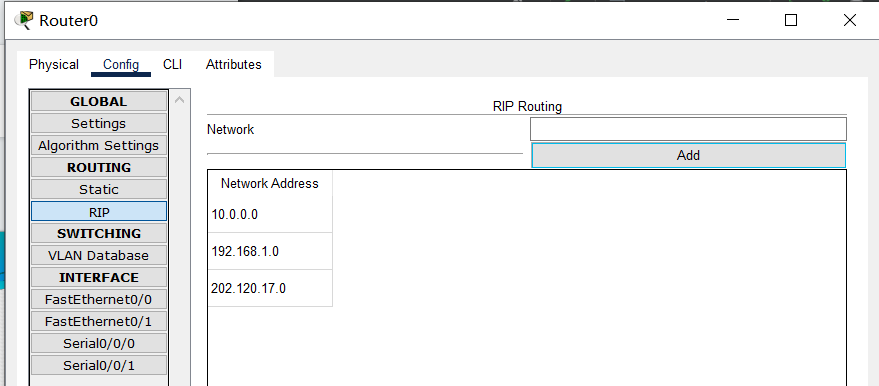 Router0
Physical Config CLI Attributes
GLOBAL
Settings
Algorithm Settings
ROUTING
Static
RIP
SWITCHING
VLAN Database
INTERFACE
FastEthernet0/0
FastEthernet0/1
Serial0/0/0
Serial0/0/1
RIP Routing
Network
Add
Network Address
10.0.0.0
192.168.1.0
202.120.17.0